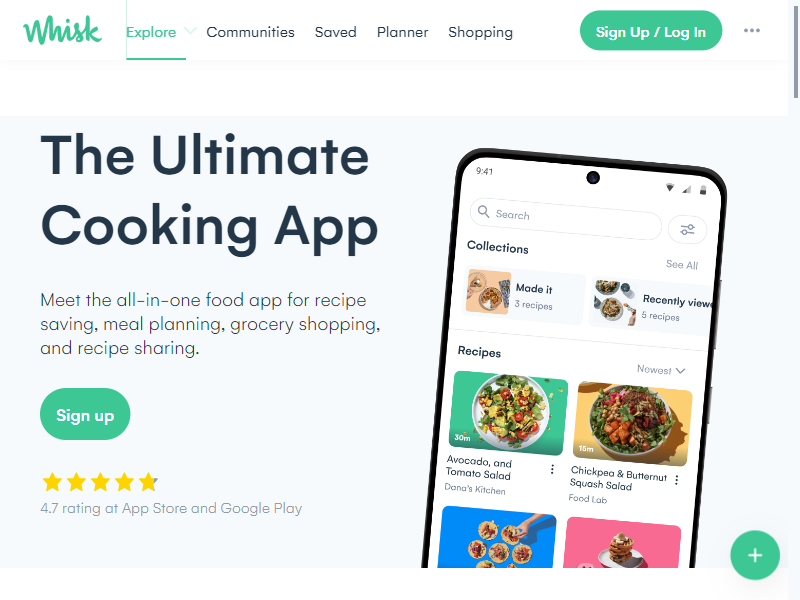 Whisk
Explore
Communities
Saved
Planner
Shopping
Sign Up / Log In
The Ultimate
Cooking App
Meet the all-in-one food app for recipe
saving, meal planning, grocery shopping,
and recipe sharing.
Sign up
4.7 rating at App Store and Google Play
9:41
Search
Collections
See All
Made it
3 recipes
Recently viewe
5 recipes
Recipes
Newest
30m
Avocado, and
Tomato Salad
Dana's Kitchen
15m
Chickpea & Butternut
Squash Salad
Food Lab